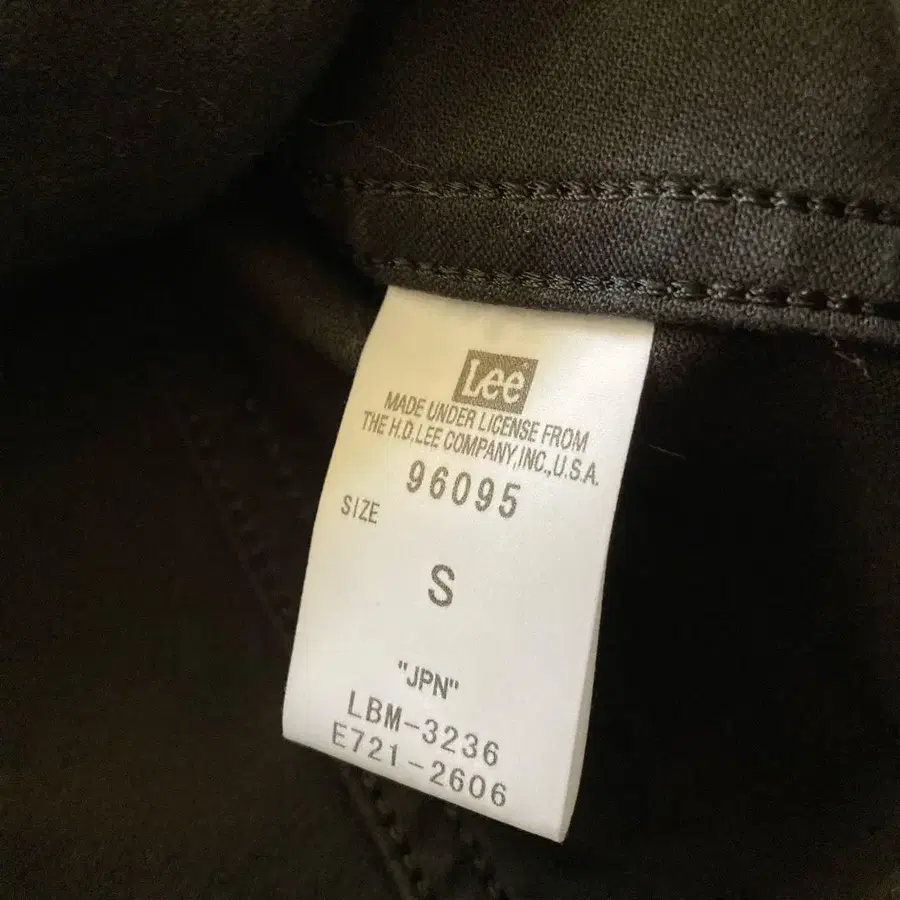 Lee
MADE UNDER LICENSE FROM
THE H.D.LEE COMPANY,INC.,U.S.A.
96095
SIZE
S
"JPN"
LBM-3236
E721-2606